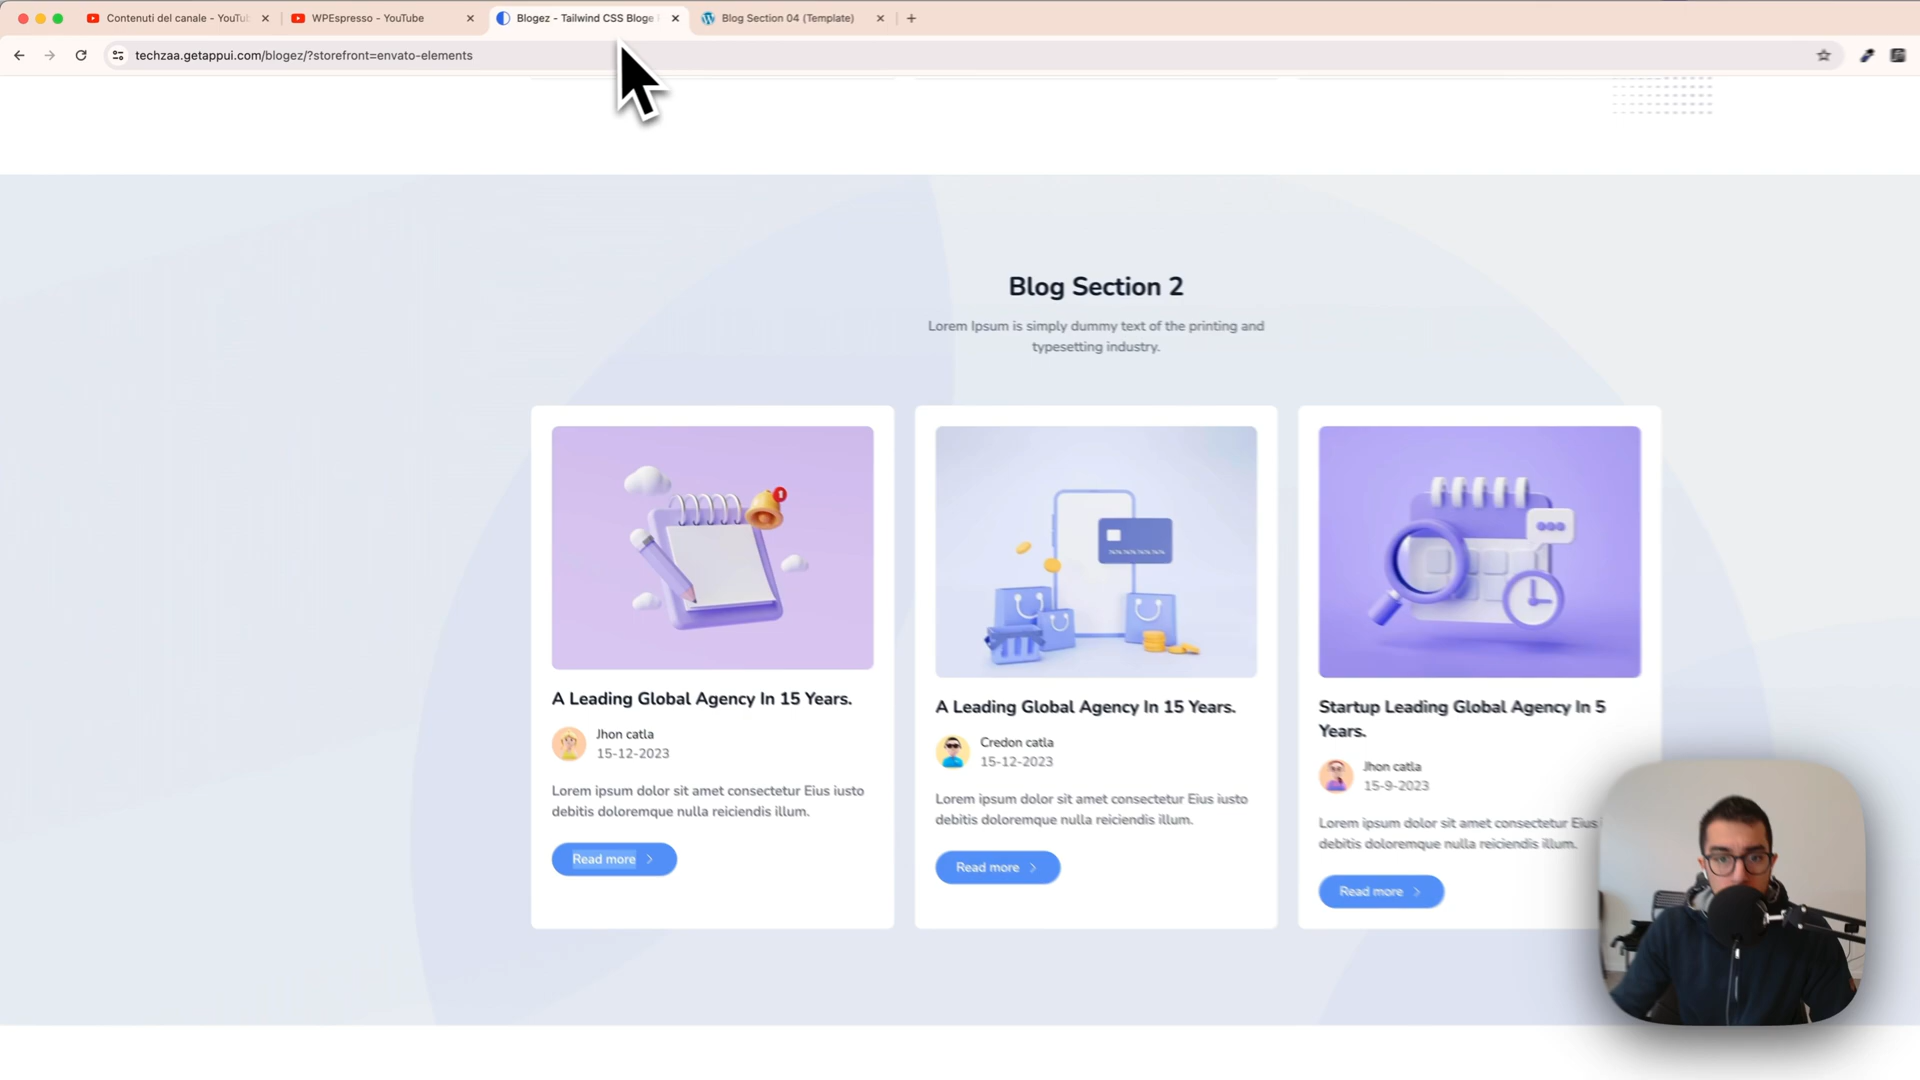 Contenuti del canale - YouTu
WPEspresso - YouTube
Blogez - Tailwind CSS Bloge
Blog Section 04 (Template)
techzaa.getappui.com/blogez/?storefront=envato-elements
Blog Section 2
Lorem Ipsum is simply dummy text of the printing and
typesetting industry.
A Leading Global Agency In 15 Years.
Jhon catla
15-12-2023
Lorem ipsum dolor sit amet consectetur Eius iusto
debitis doloremque nulla reiciendis illum.
Read more
A Leading Global Agency In 15 Years.
Credon catla
15-12-2023
Lorem ipsum dolor sit amet consectetur Eius iusto
debitis doloremque nulla reiciendis illum.
Read more
Startup Leading Global Agency In 5
Years.
Jhon catla
15-9-2023
Lorem ipsum dolor sit amet consectetur Eius
debitis doloremque nulla reiciendis illum.
Read more